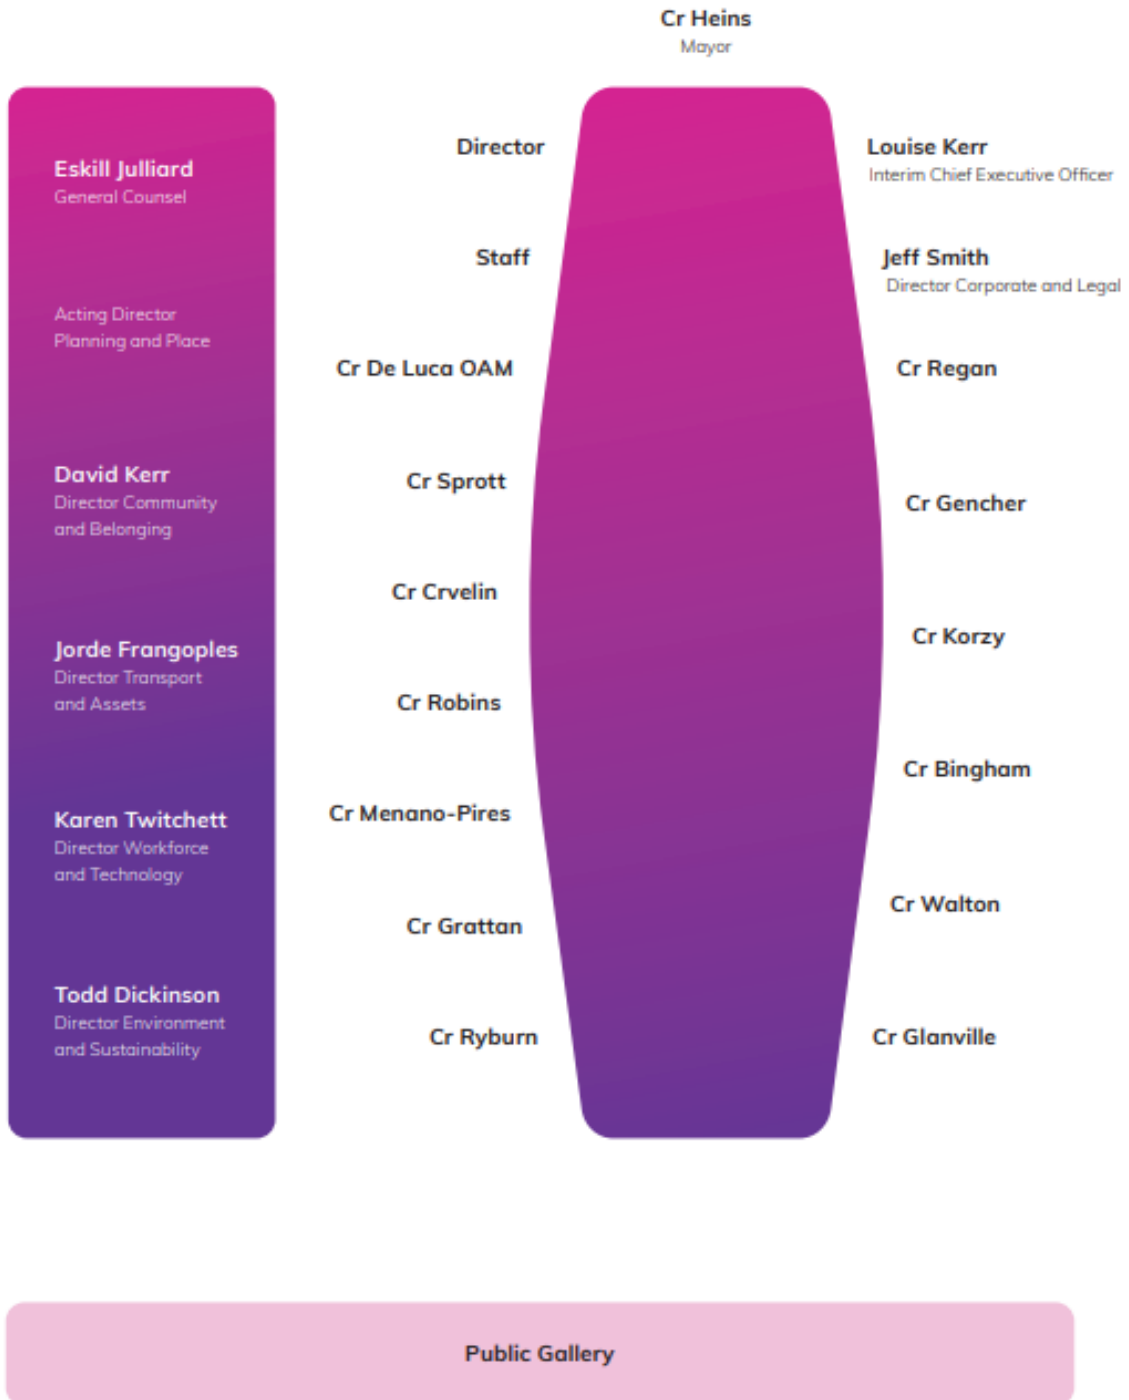 Cr Heins
Mayor
Eskill Julliard
General Counsel
Acting Director
Planning and Place
David Kerr
Director Community
and Belonging
Jorde Frangoples
Director Transport
and Assets
Karen Twitchett
Director Workforce
and Technology
Todd Dickinson
Director Environment
and Sustainability
Director
Staff
Cr De Luca OAM
Cr Sprott
Cr Crvelin
Cr Robins
Cr Menano-Pires
Cr Grattan
Cr Ryburn
Louise Kerr
Interim Chief Executive Officer
Jeff Smith
Director Corporate and Legal
Cr Regan
Cr Gencher
Cr Korzy
Cr Bingham
Cr Walton
Cr Glanville
Public Gallery